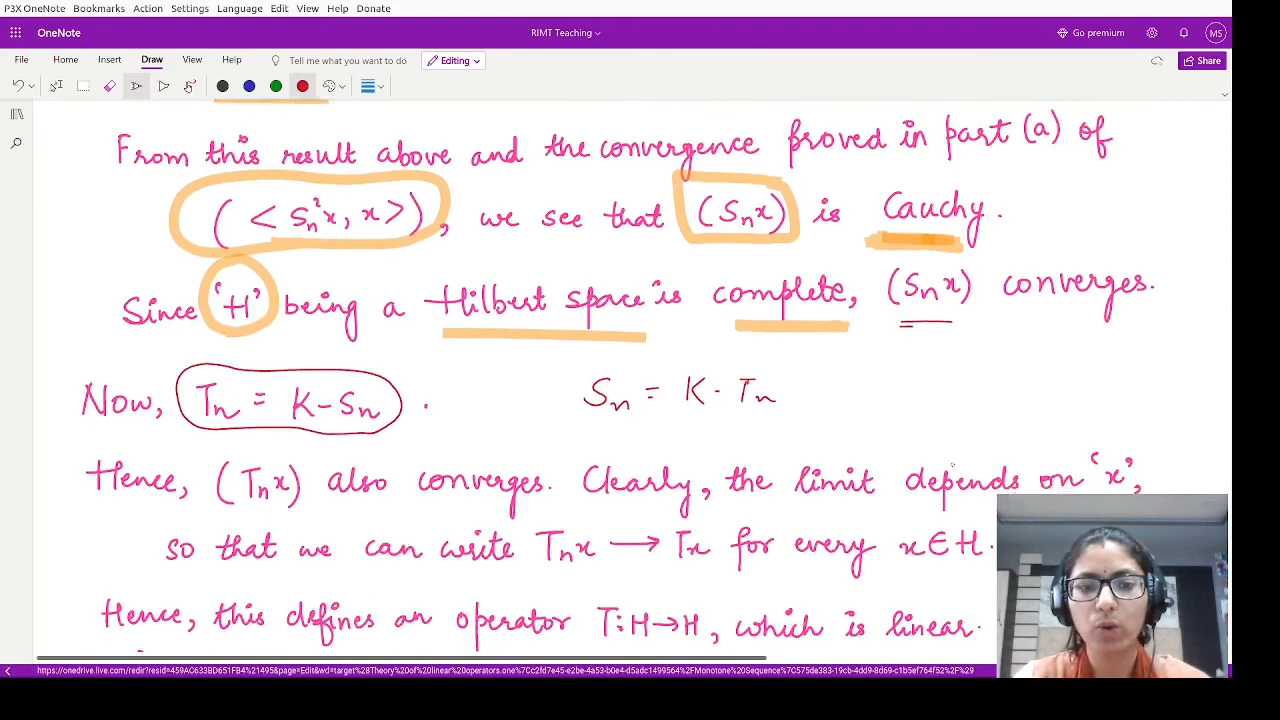 P3X OneNote Bookmarks Action Settings Language Edit View Help Donate
OneNote RIMT Teaching Go premium MS
File Home Insert Draw View Help Tell me what you want to do Editing Share
From this result above and the convergence proved in part (a) of
(< Sₙ²x, x >), we see that (Sₙx) is Cauchy.
Since 'H' being a Hilbert space is complete, (Sₙx) converges.
Now, Tₙ = K - Sₙ . Sₙ = K - Tₙ
Hence, (Tₙx) also converges. Clearly, the limit depends on 'x',
so that we can write Tₙx → Tx for every x ∈ H.
Hence, this defines an operator T: H → H, which is linear.